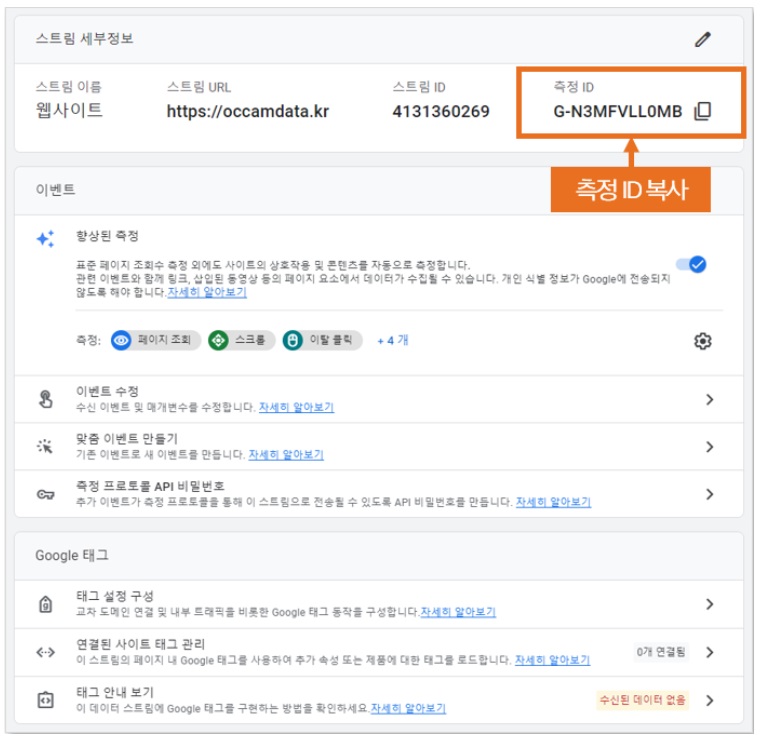 스트림 세부정보
스트림 이름 스트림 URL 스트림 ID 측정 ID
웹사이트 https://occamdata.kr 4131360269 G-N3MFVLL0MB
측정 ID 복사
이벤트
향상된 측정
표준 페이지 조회수 측정 외에도 사이트의 상호작용 및 콘텐츠를 자동으로 측정합니다.
관련 이벤트와 함께 링크, 삽입된 동영상 등의 페이지 요소에서 데이터가 수집될 수 있습니다. 개인 식별 정보가 Google에 전송되지
않도록 해야 합니다.자세히 알아보기
측정: 페이지 조회 스크롤 이탈 클릭 + 4 개
이벤트 수정
수신 이벤트 및 매개변수를 수정합니다. 자세히 알아보기
맞춤 이벤트 만들기
기존 이벤트로 새 이벤트를 만듭니다. 자세히 알아보기
측정 프로토콜 API 비밀번호
추가 이벤트가 측정 프로토콜을 통해 이 스트림으로 전송될 수 있도록 API 비밀번호를 만듭니다. 자세히 알아보기
Google 태그
태그 설정 구성
교차 도메인 연결 및 내부 트래픽을 비롯한 Google 태그 동작을 구성합니다.자세히 알아보기
연결된 사이트 태그 관리
이 스트림의 페이지 내 Google 태그를 사용하여 추가 속성 또는 제품에 대한 태그를 로드합니다. 자세히 알아보기 0개 연결됨
태그 안내 보기
이 데이터 스트림에 Google 태그를 구현하는 방법을 확인하세요.자세히 알아보기 수신된 데이터 없음